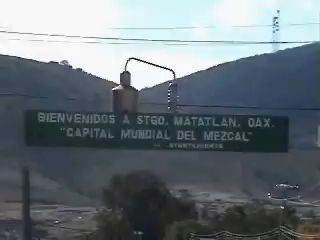 BIENVENIDOS A STGO. MATATLAN, OAX.
"CAPITAL MUNDIAL DEL MEZCAL"